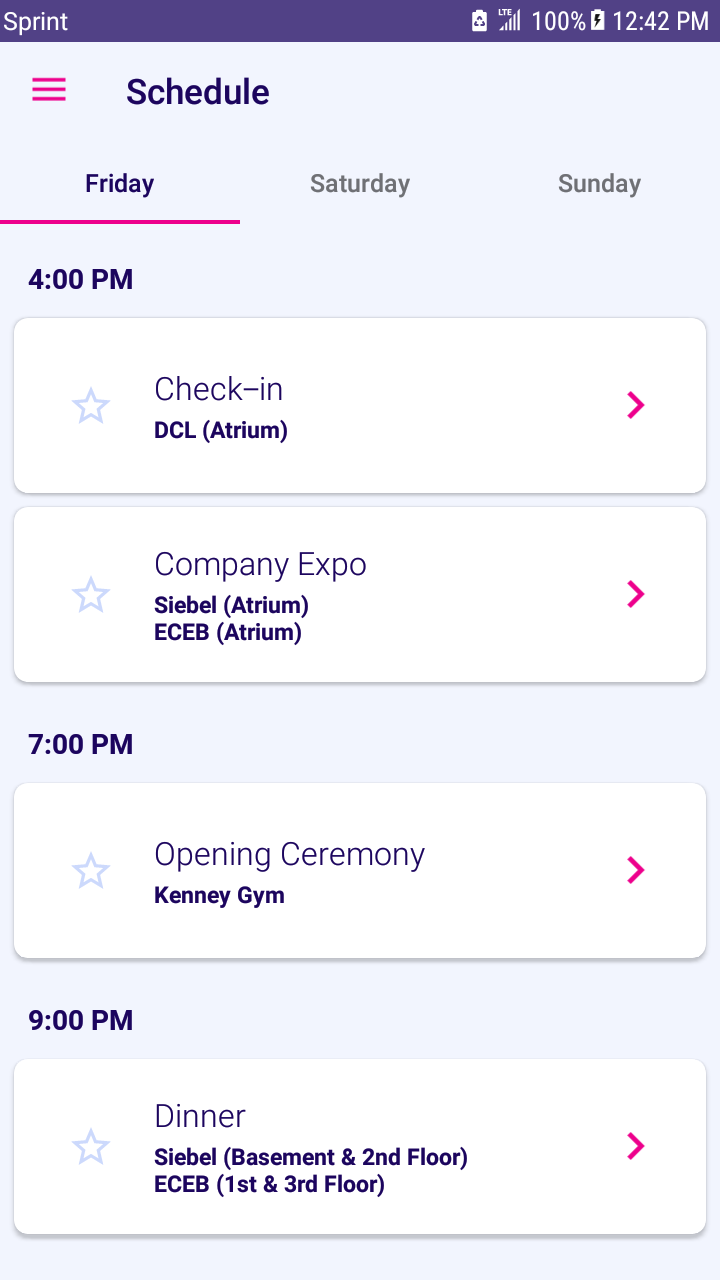 Sprint
LTE 100% 12:42 PM
Schedule
Friday Saturday Sunday
4:00 PM
Check–in
DCL (Atrium)
Company Expo
Siebel (Atrium)
ECEB (Atrium)
7:00 PM
Opening Ceremony
Kenney Gym
9:00 PM
Dinner
Siebel (Basement & 2nd Floor)
ECEB (1st & 3rd Floor)